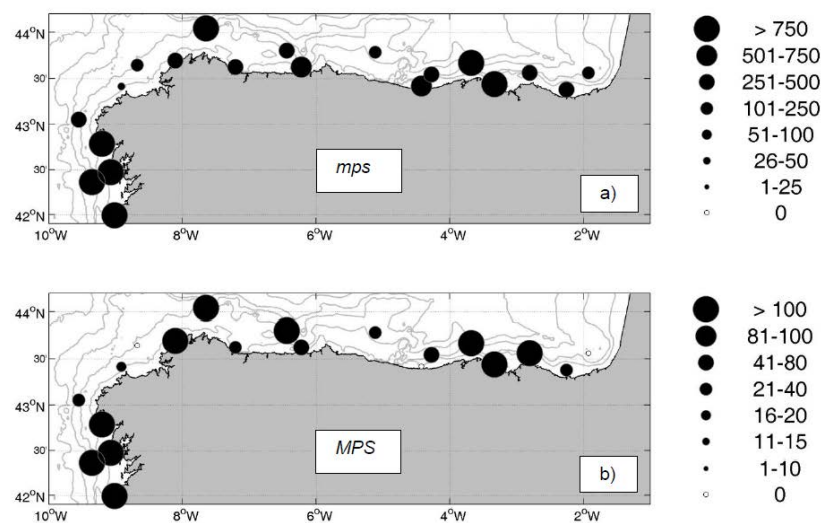 44°N
30'
43°N
30'
42°N
10°W
8°W
6°W
4°W
2°W
mps
a)
> 750
501-750
251-500
101-250
51-100
26-50
1-25
0
44°N
30'
43°N
30'
42°N
10°W
8°W
6°W
4°W
2°W
MPS
b)
> 100
81-100
41-80
21-40
16-20
11-15
1-10
0